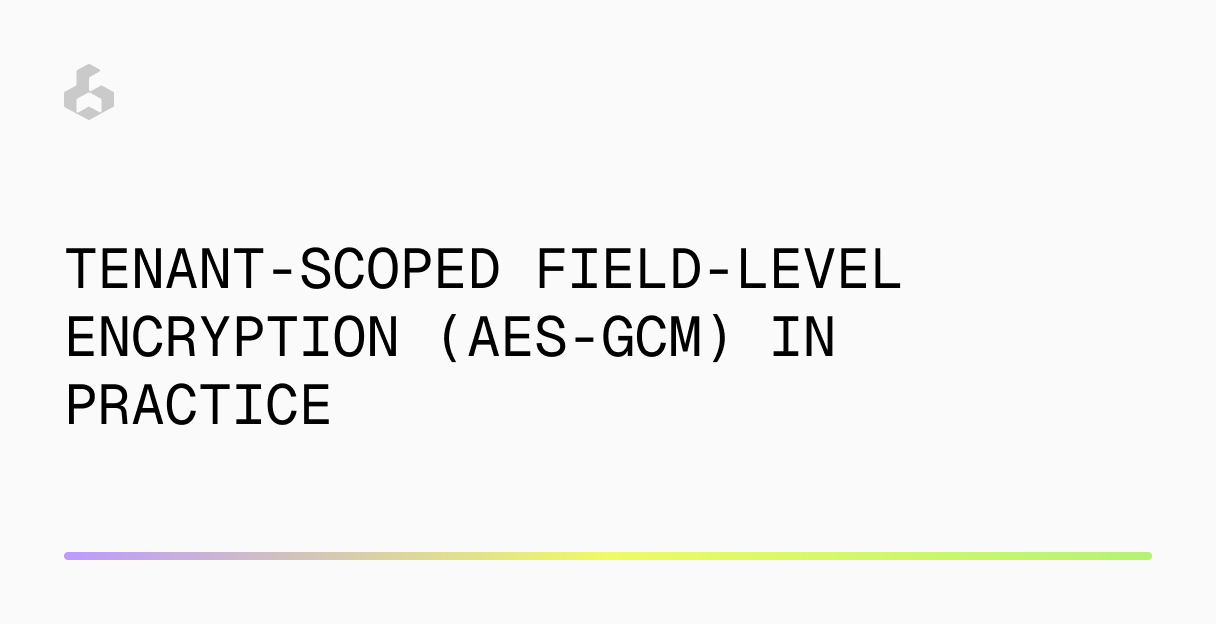 TENANT-SCOPED FIELD-LEVEL
ENCRYPTION (AES-GCM) IN
PRACTICE